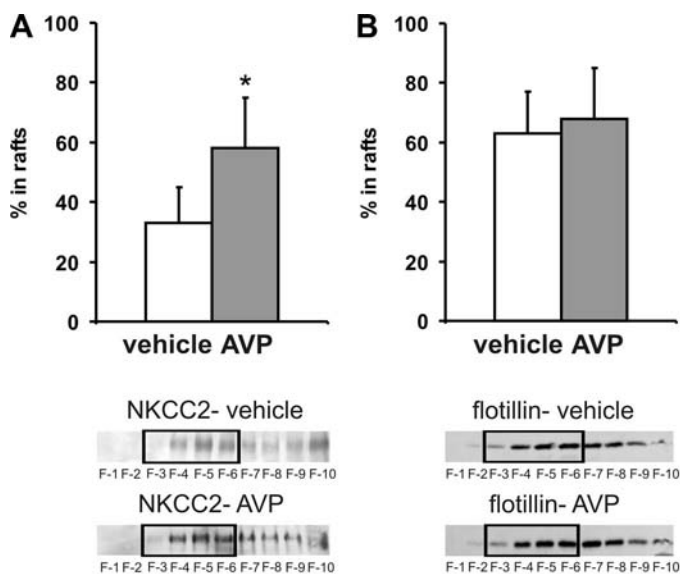 A
B
100
80
60
40
20
0
% in rafts
*
vehicle AVP
100
80
60
40
20
0
% in rafts
vehicle AVP
NKCC2- vehicle
F-1 F-2 F-3 F-4 F-5 F-6 F-7 F-8 F-9 F-10
NKCC2- AVP
F-1 F-2 F-3 F-4 F-5 F-6 F-7 F-8 F-9 F-10
flotillin- vehicle
F-1 F-2 F-3 F-4 F-5 F-6 F-7 F-8 F-9 F-10
flotillin- AVP
F-1 F-2 F-3 F-4 F-5 F-6 F-7 F-8 F-9 F-10